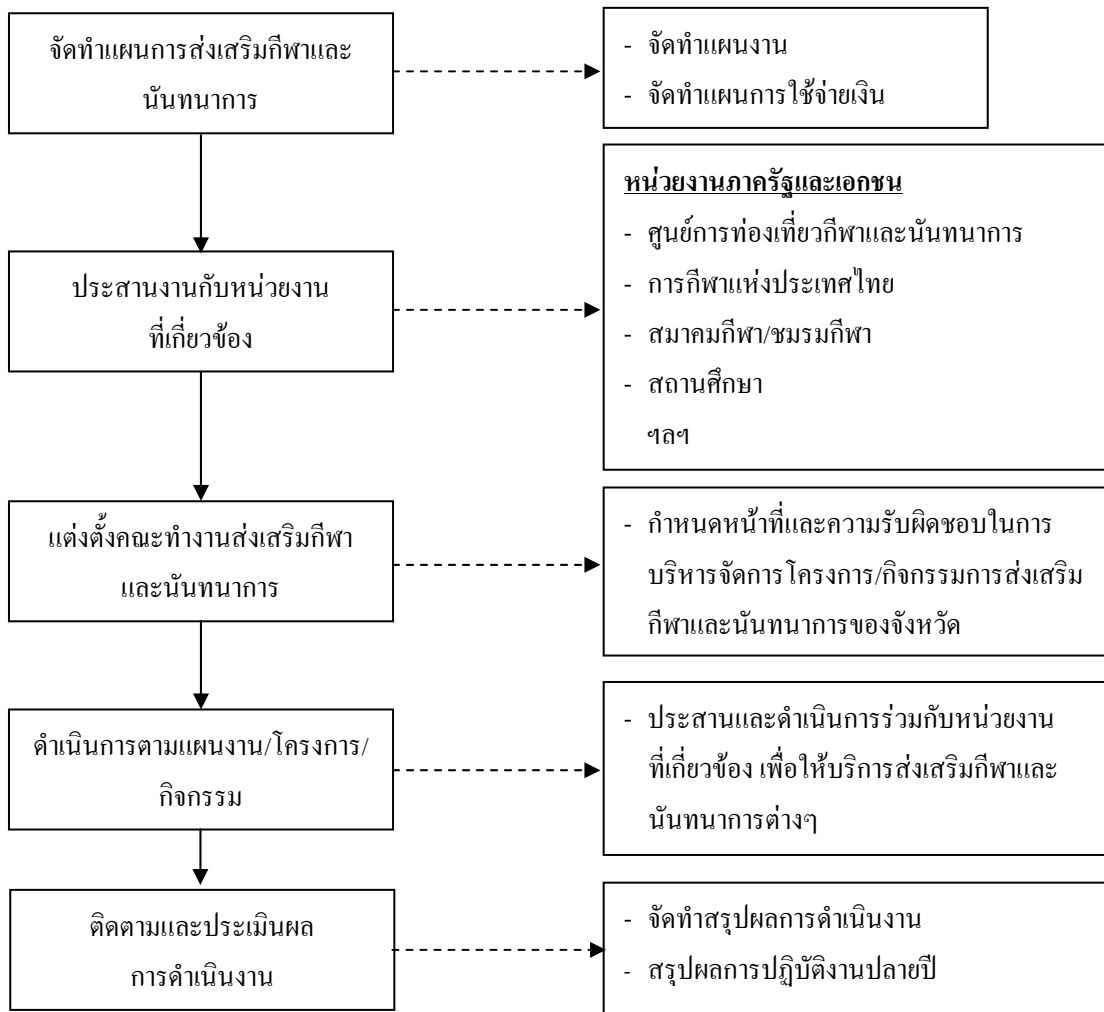 จัดทำแผนการส่งเสริมกีฬาและ
นันทนาการ
- จัดทำแผนงาน
- จัดทำแผนการใช้จ่ายเงิน
ประสานงานกับหน่วยงาน
ที่เกี่ยวข้อง
หน่วยงานภาครัฐและเอกชน
- ศูนย์การท่องเที่ยวกีฬาและนันทนาการ
- การกีฬาแห่งประเทศไทย
- สมาคมกีฬา/ชมรมกีฬา
- สถานศึกษา
ฯลฯ
แต่งตั้งคณะทำงานส่งเสริมกีฬา
และนันทนาการ
- กำหนดหน้าที่และความรับผิดชอบในการ
บริหารจัดการโครงการ/กิจกรรมการส่งเสริม
กีฬาและนันทนาการของจังหวัด
ดำเนินการตามแผนงาน/โครงการ/
กิจกรรม
- ประสานและดำเนินการร่วมกับหน่วยงาน
ที่เกี่ยวข้อง เพื่อให้บริการส่งเสริมกีฬาและ
นันทนาการต่างๆ
ติดตามและประเมินผล
การดำเนินงาน
- จัดทำสรุปผลการดำเนินงาน
- สรุปผลการปฏิบัติงานปลายปี